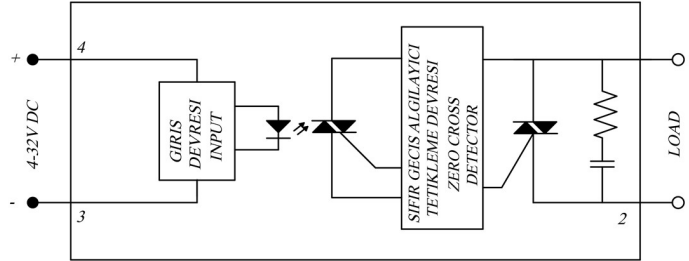 +
4
4-32V DC
-
3
GIRIS
DEVRESI
INPUT
SIFIR GECIS ALGILAYICI
TETIKLEME DEVRESI
ZERO CROSS
DETECTOR
2
LOAD